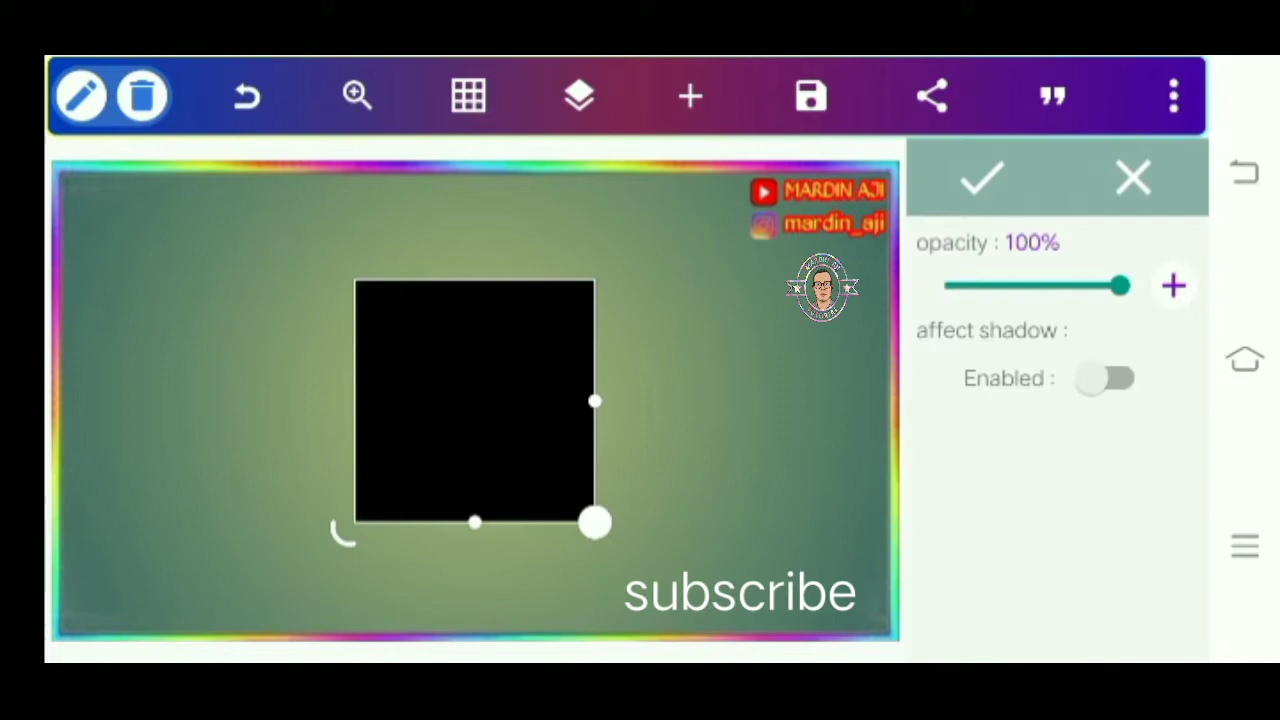 MARDIN AJI
mardin_aji
opacity : 100%
affect shadow :
Enabled :
subscribe